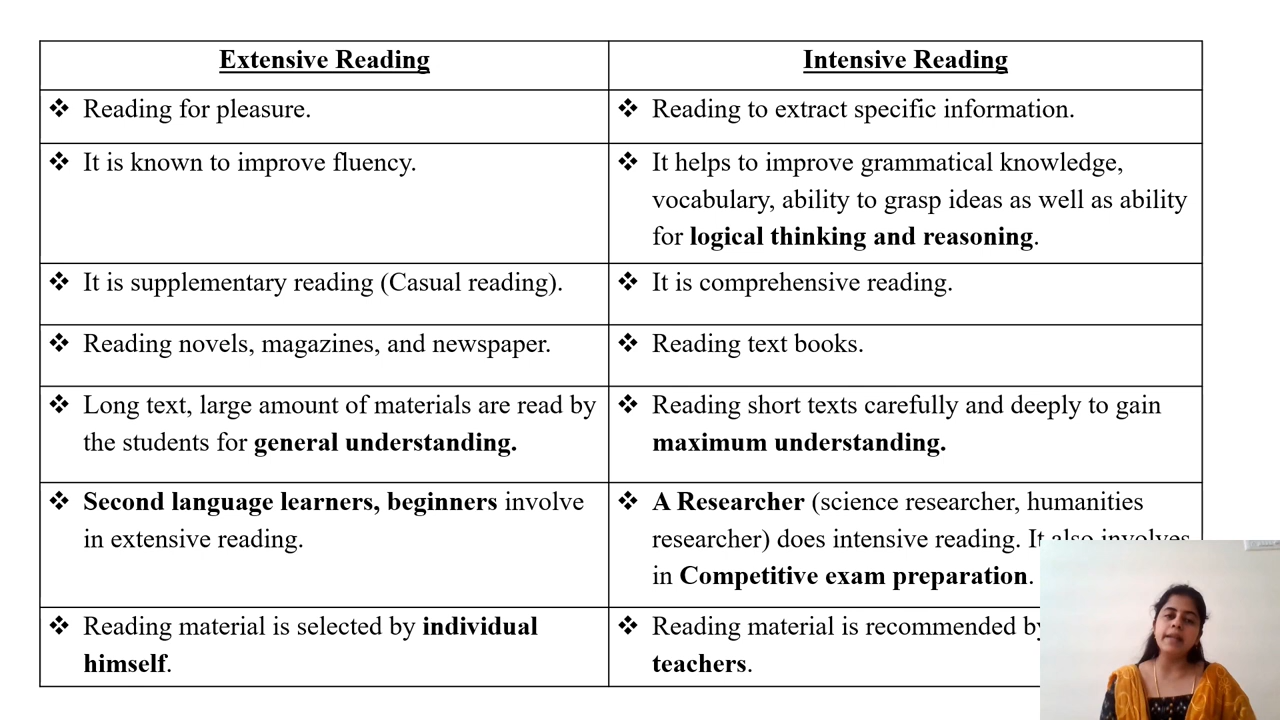 Extensive Reading
Intensive Reading
❖ Reading for pleasure.
❖ Reading to extract specific information.
❖ It is known to improve fluency.
❖ It helps to improve grammatical knowledge,
vocabulary, ability to grasp ideas as well as ability
for logical thinking and reasoning.
❖ It is supplementary reading (Casual reading).
❖ It is comprehensive reading.
❖ Reading novels, magazines, and newspaper.
❖ Reading text books.
❖ Long text, large amount of materials are read by
the students for general understanding.
❖ Reading short texts carefully and deeply to gain
maximum understanding.
❖ Second language learners, beginners involve
in extensive reading.
❖ A Researcher (science researcher, humanities
researcher) does intensive reading. It also involves
in Competitive exam preparation.
❖ Reading material is selected by individual
himself.
❖ Reading material is recommended by
teachers.